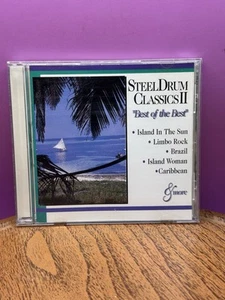 STEELDRUM
CLASSICS II
"Best of the Best"
• Island In The Sun
• Limbo Rock
• Brazil
• Island Woman
•Caribbean
& more